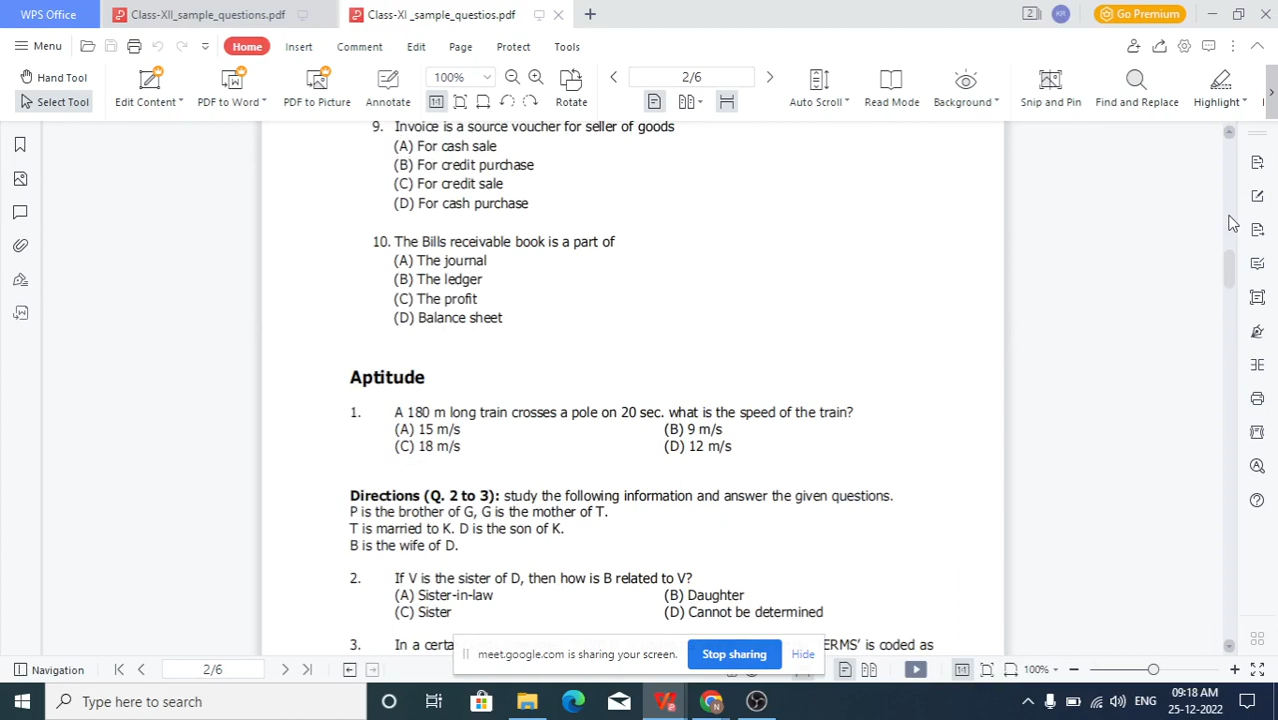 WPS Office
Class-XII_sample_questions.pdf
Class-XI _sample_questios.pdf
2
KR
Go Premium
Menu
Home
Insert
Comment
Edit
Page
Protect
Tools
Hand Tool
Select Tool
Edit Content
PDF to Word
PDF to Picture
Annotate
100%
Rotate
2/6
Auto Scroll
Read Mode
Background
Snip and Pin
Find and Replace
Highlight
9. Invoice is a source voucher for seller of goods
(A) For cash sale
(B) For credit purchase
(C) For credit sale
(D) For cash purchase
10. The Bills receivable book is a part of
(A) The journal
(B) The ledger
(C) The profit
(D) Balance sheet
Aptitude
1. A 180 m long train crosses a pole on 20 sec. what is the speed of the train?
(A) 15 m/s (B) 9 m/s
(C) 18 m/s (D) 12 m/s
Directions (Q. 2 to 3): study the following information and answer the given questions.
P is the brother of G, G is the mother of T.
T is married to K. D is the son of K.
B is the wife of D.
2. If V is the sister of D, then how is B related to V?
(A) Sister-in-law (B) Daughter
(C) Sister (D) Cannot be determined
3. In a certa ERMS' is coded as
meet.google.com is sharing your screen. Stop sharing Hide
Navigation 2/6 100%
Type here to search
ENG
09:18 AM
25-12-2022